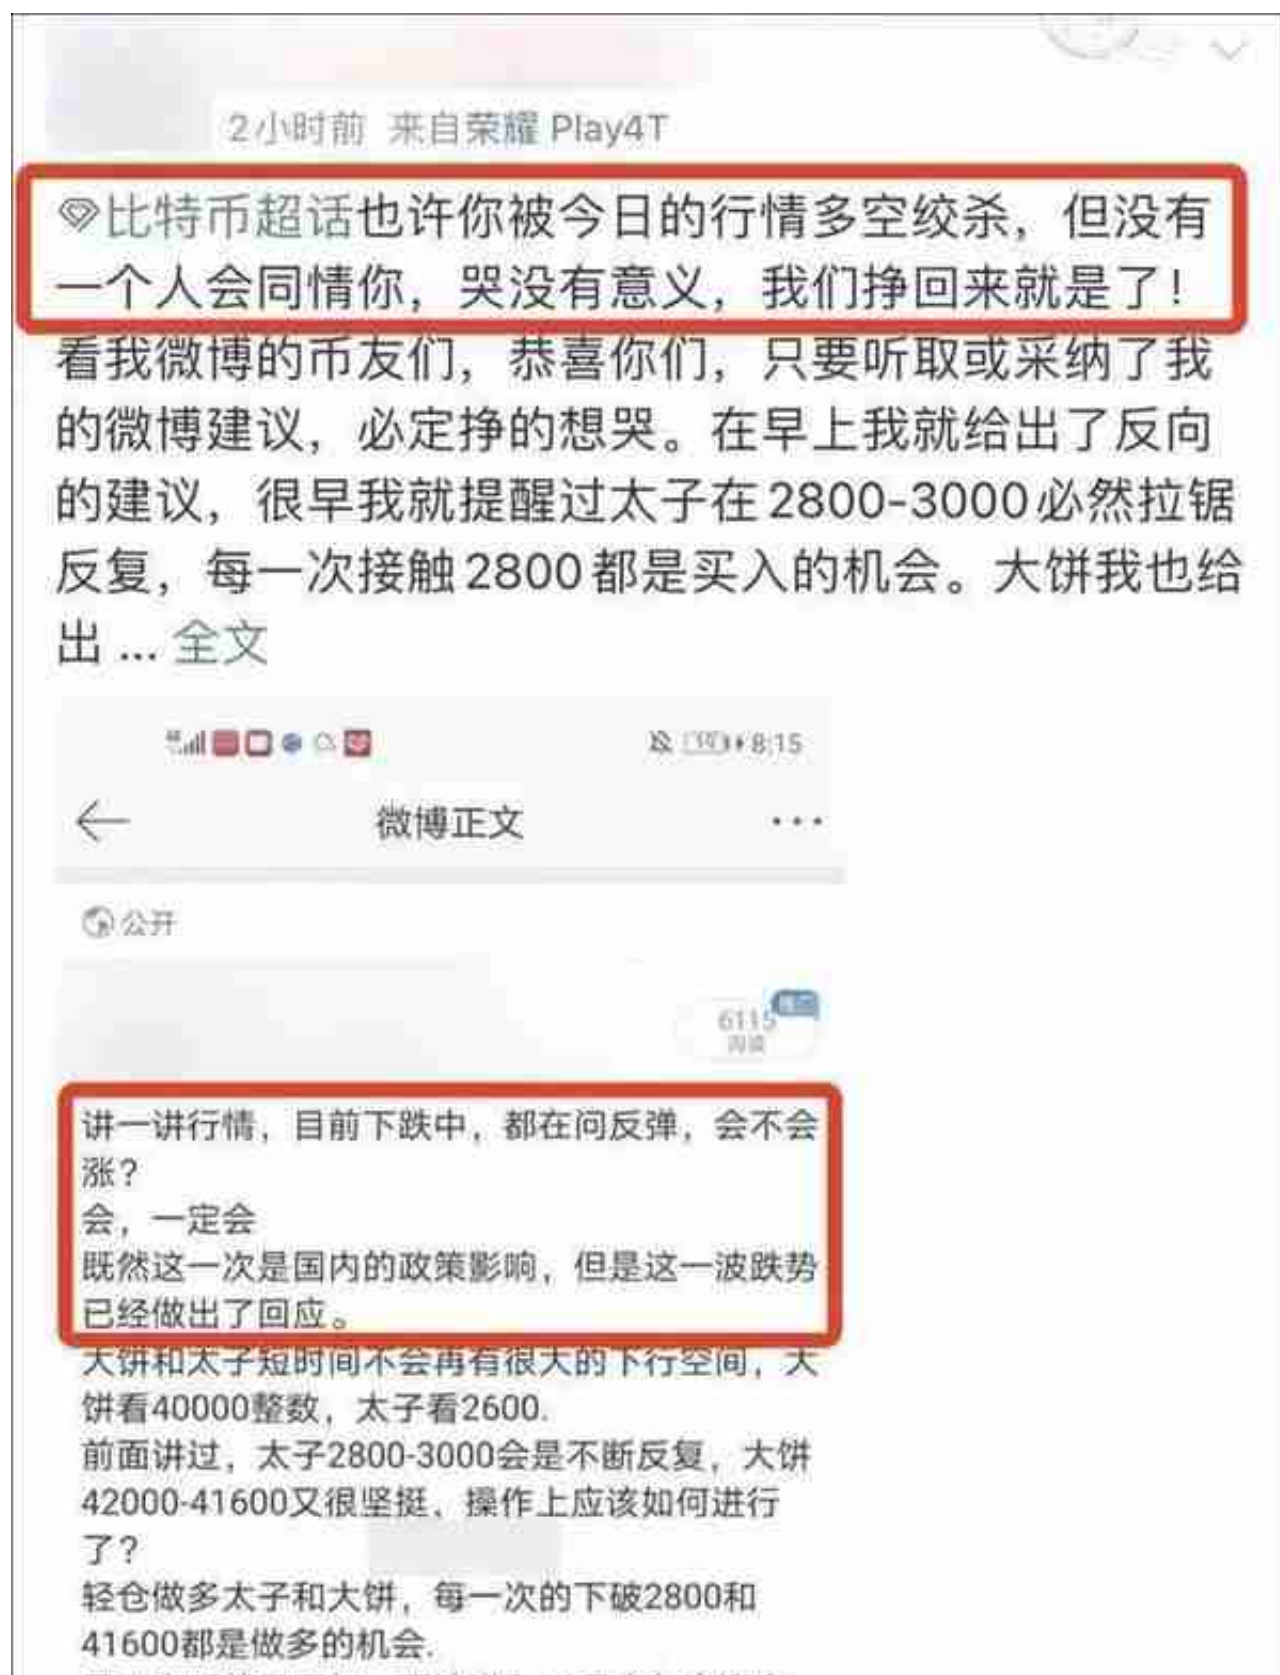 2小时前 来自荣耀 Play4T
比特币超话也许你被今日的行情多空绞杀，但没有
一个人会同情你，哭没有意义，我们挣回来就是了！
看我微博的币友们，恭喜你们，只要听取或采纳了我
的微博建议，必定挣的想哭。在早上我就给出了反向
的建议，很早我就提醒过太子在2800-3000必然拉锯
反复，每一次接触2800都是买入的机会。大饼我也给
出 ... 全文
8:15
微博正文
公开
6115
阅读
讲一讲行情，目前下跌中，都在问反弹，会不会
涨？
会，一定会
既然这一次是国内的政策影响，但是这一波跌势
已经做出了回应。
大饼和太子短时间不会再有很大的下行空间，大
饼看40000整数，太子看2600.
前面讲过，太子2800-3000会是不断反复，大饼
42000-41600又很坚挺，操作上应该如何进行
了？
轻仓做多太子和大饼，每一次的下破2800和
41600都是做多的机会.